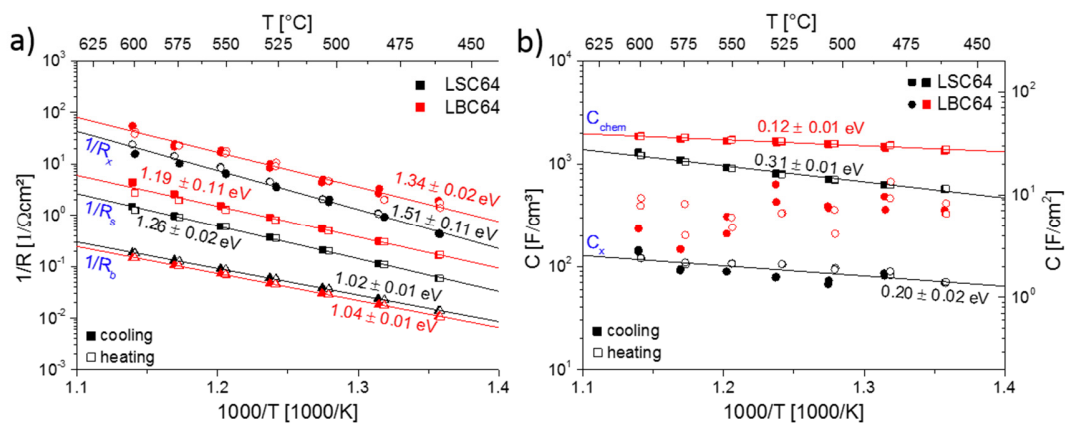 a)
T [°C]
625 600 575 550 525 500 475 450
10³
10²
10¹
10⁰
10⁻¹
10⁻²
10⁻³
1/R [1/Ωcm²]
LSC64
LBC64
1/Rₓ
1/Rₛ
1/R₀
1.34 ± 0.02 eV
1.51 ± 0.11 eV
1.19 ± 0.11 eV
1.26 ± 0.02 eV
1.02 ± 0.01 eV
1.04 ± 0.01 eV
cooling
heating
1.1 1.2 1.3 1.4
1000/T [1000/K]
b)
T [°C]
625 600 575 550 525 500 475 450
10⁴
10³
10²
10¹
C [F/cm³]
LSC64
LBC64
C_chem
0.12 ± 0.01 eV
0.31 ± 0.01 eV
Cₓ
0.20 ± 0.02 eV
cooling
heating
10²
10¹
10⁰
C [F/cm²]
1.1 1.2 1.3 1.4
1000/T [1000/K]